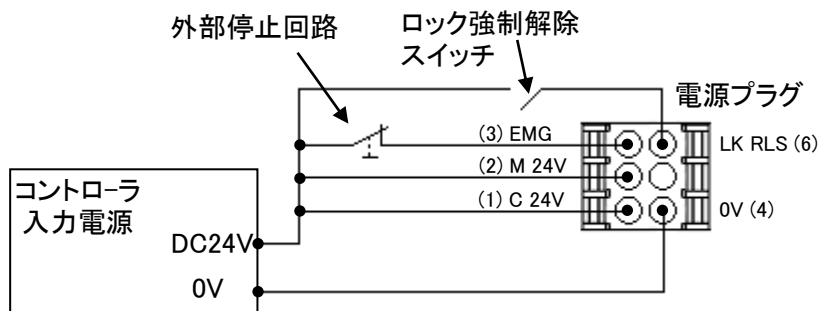 外部停止回路
ロック強制解除
スイッチ
電源プラグ
(3) EMG
LK RLS (6)
(2) M 24V
(1) C 24V
0V (4)
コントローラ
入力電源
DC24V
0V